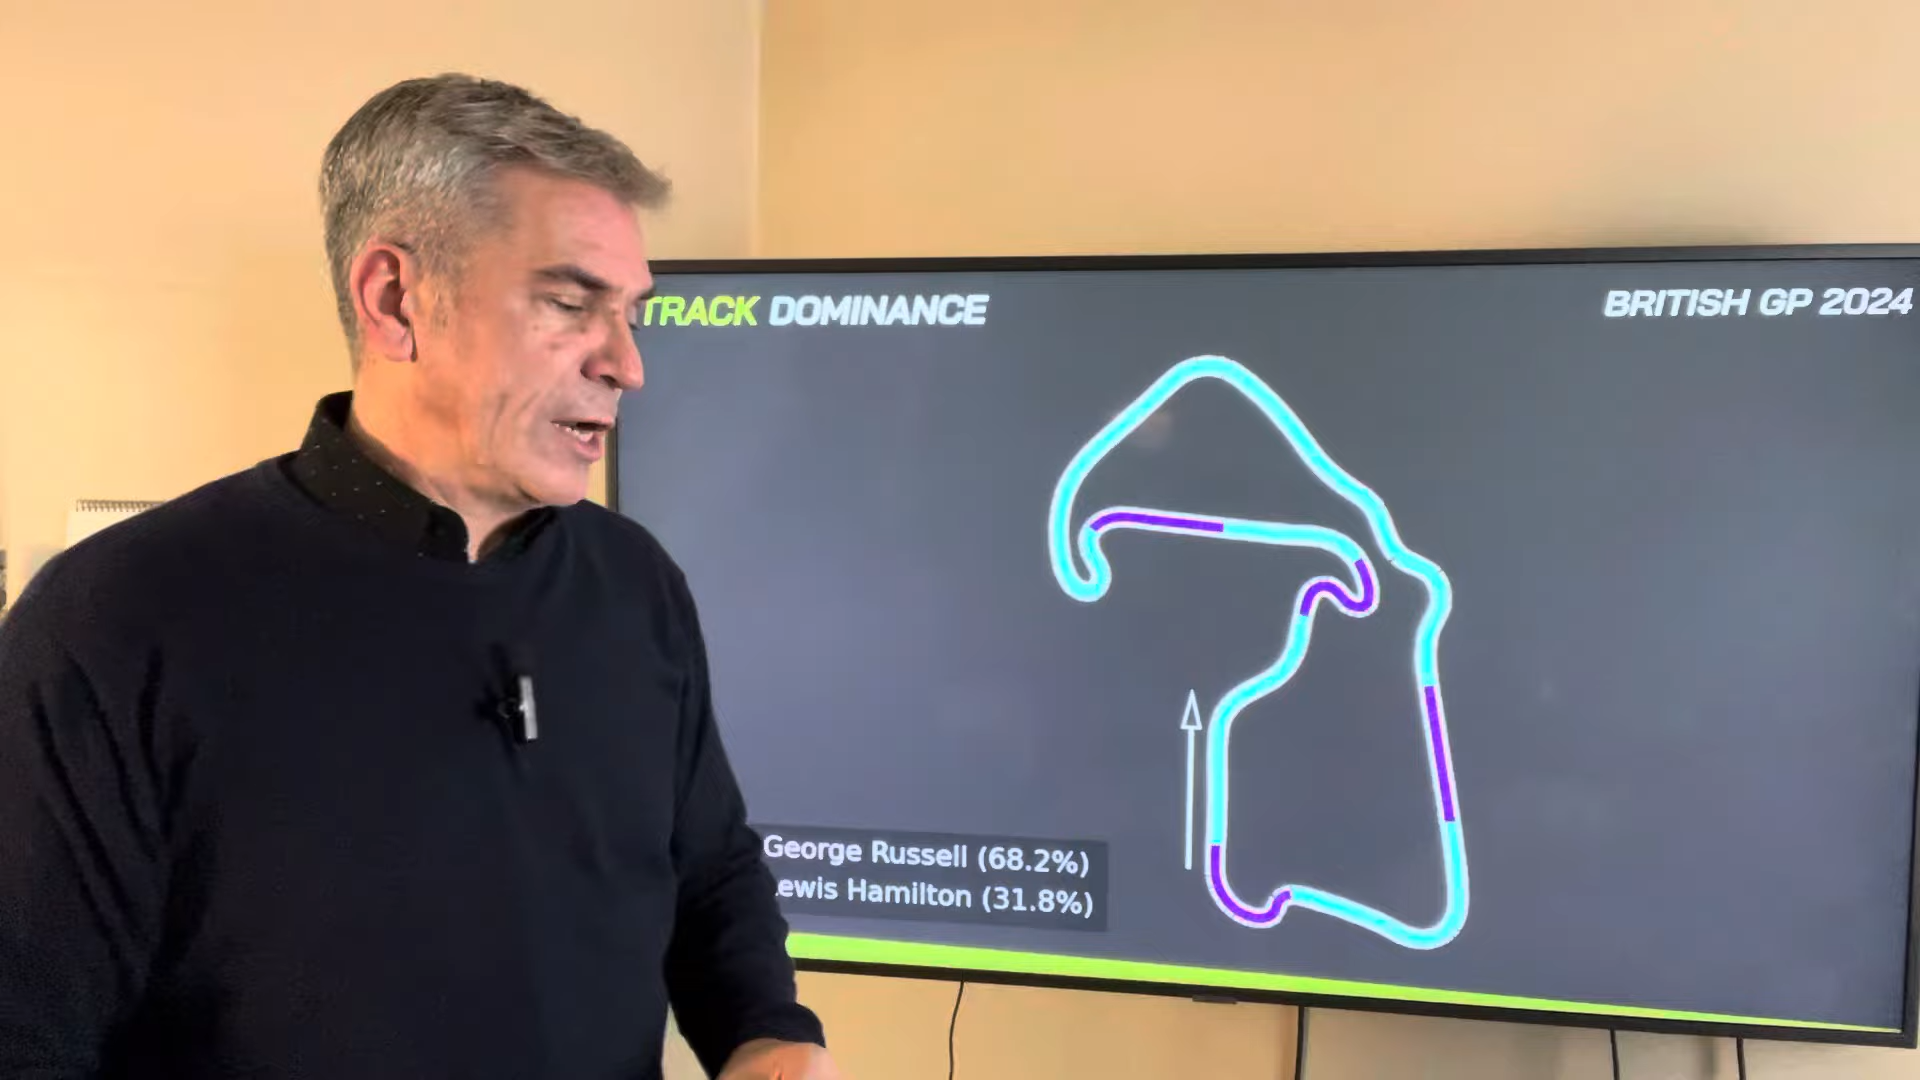 TRACK DOMINANCE
BRITISH GP 2024
George Russell (68.2%)
ewis Hamilton (31.8%)